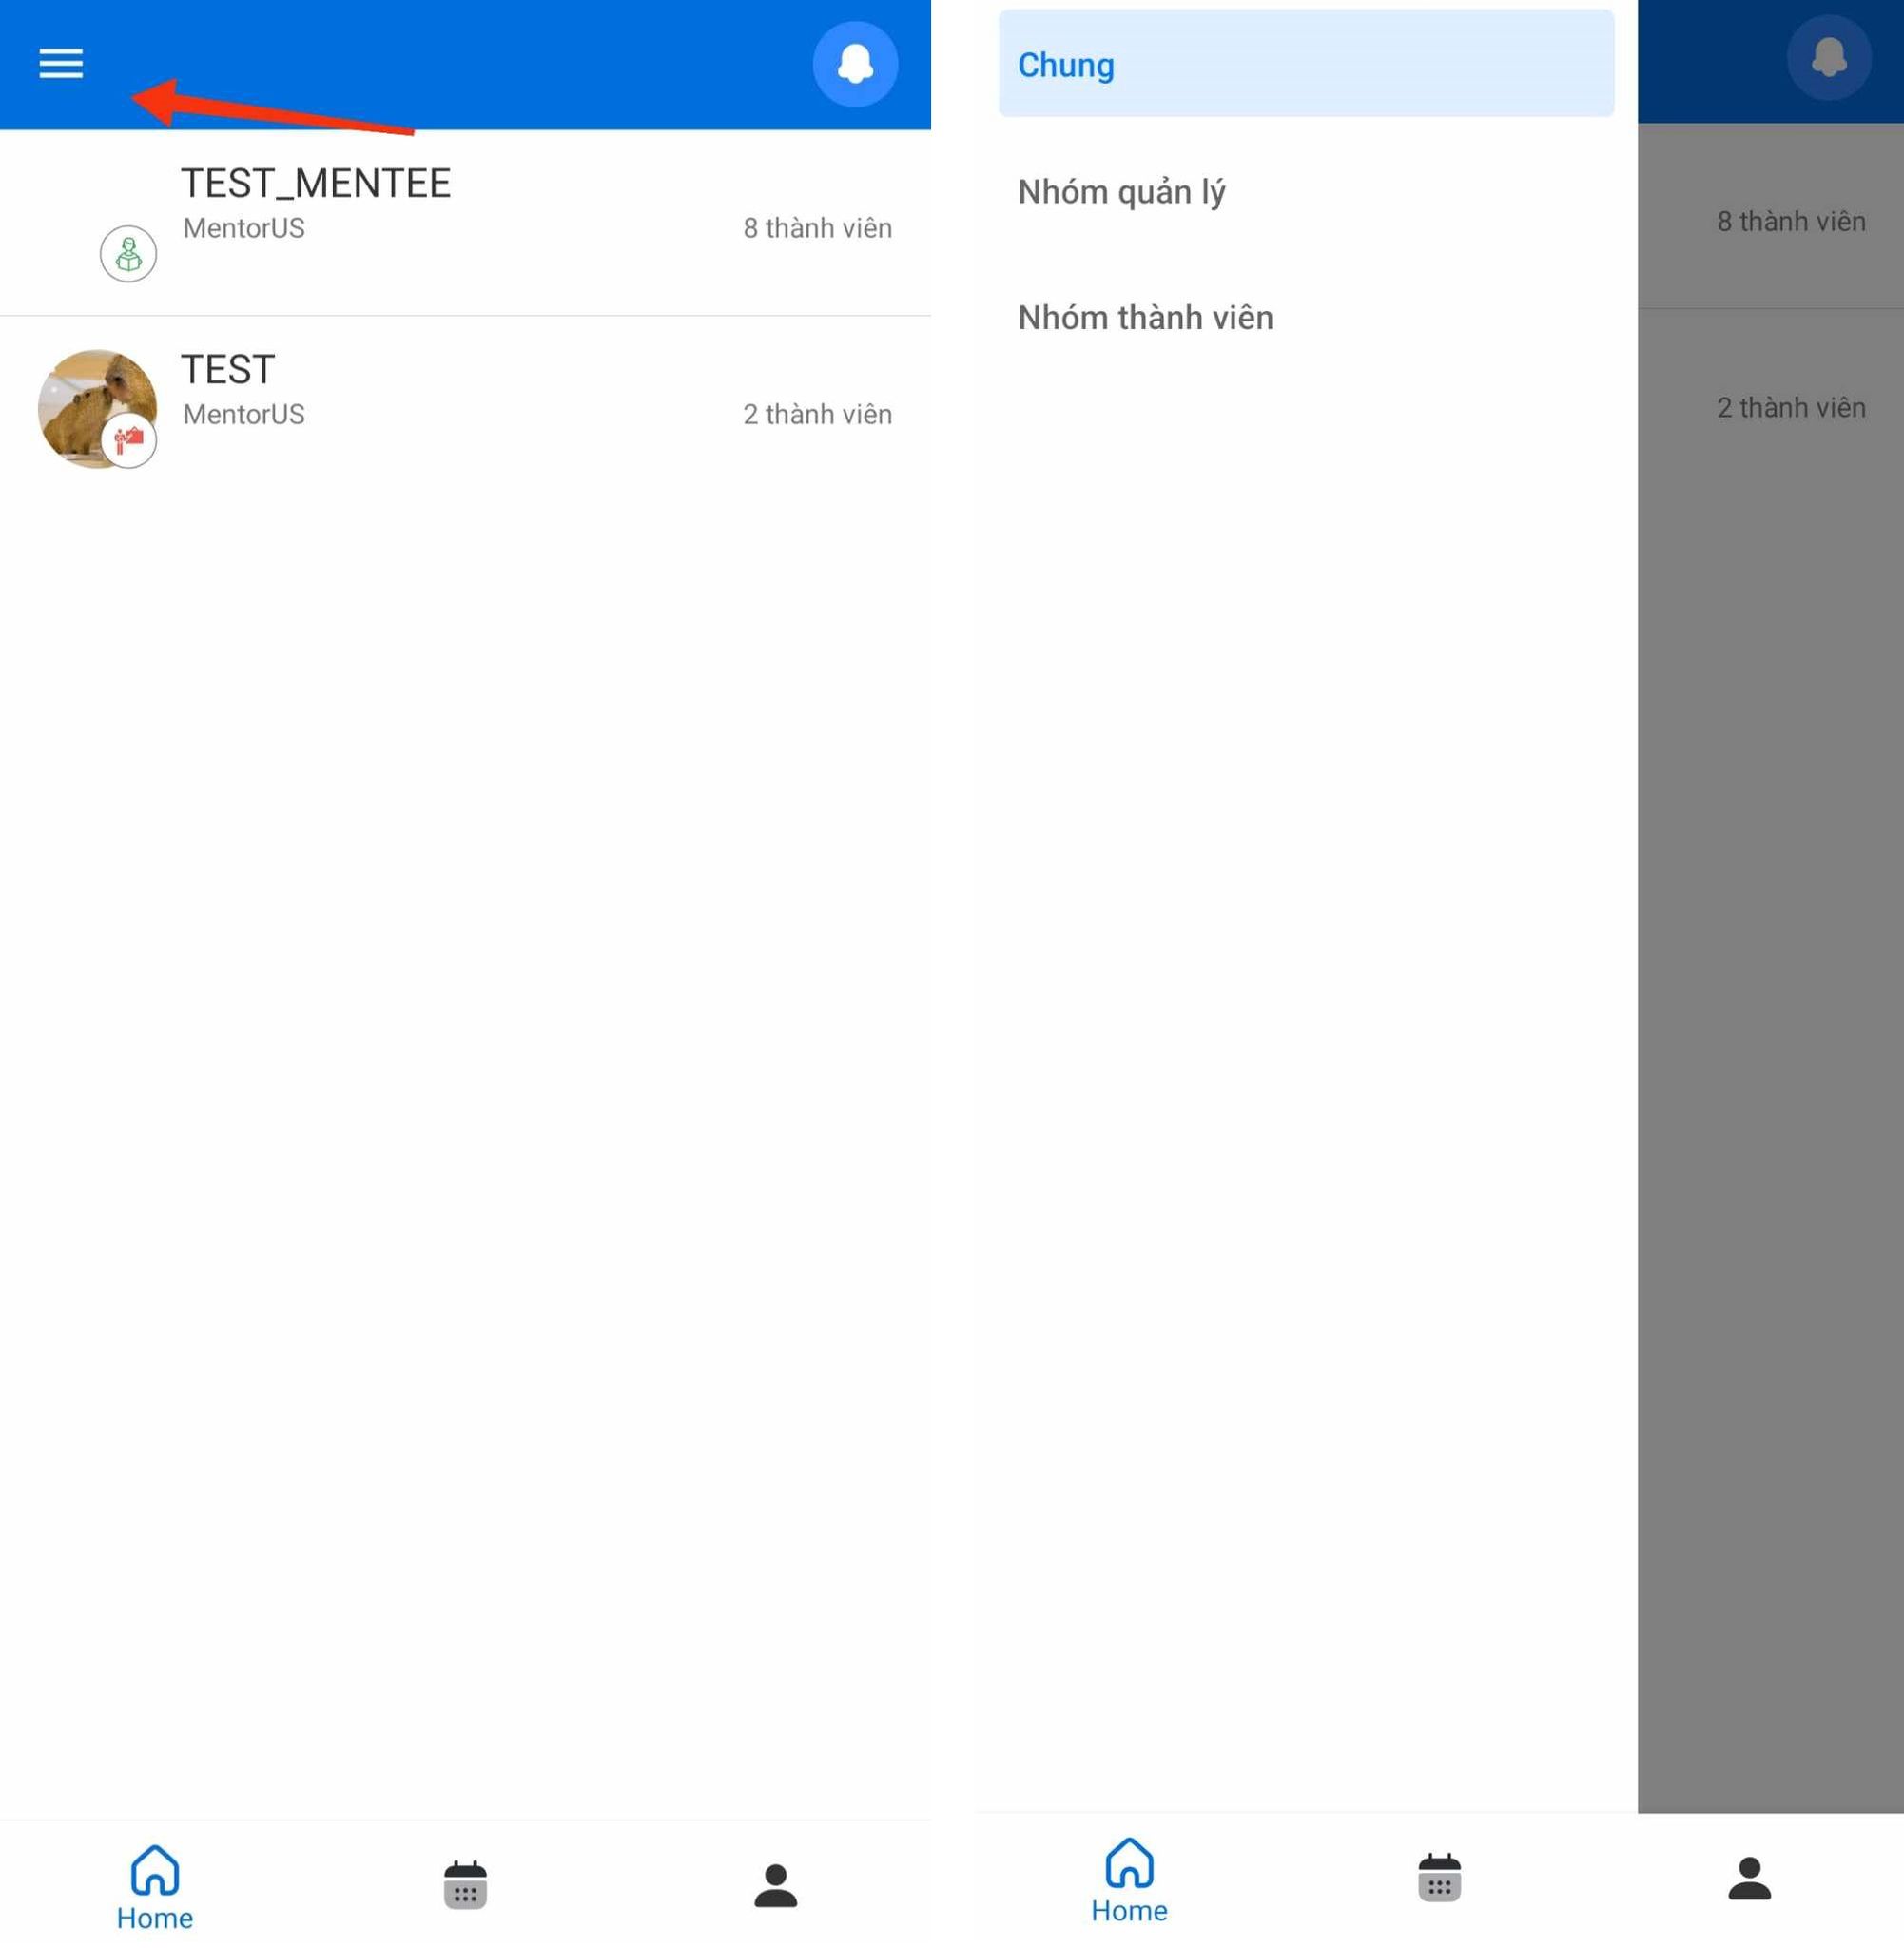 TEST_MENTEE
MentorUS
8 thành viên
TEST
MentorUS
2 thành viên
Home
Chung
Nhóm quản lý
Nhóm thành viên
8 thành viên
2 thành viên
Home